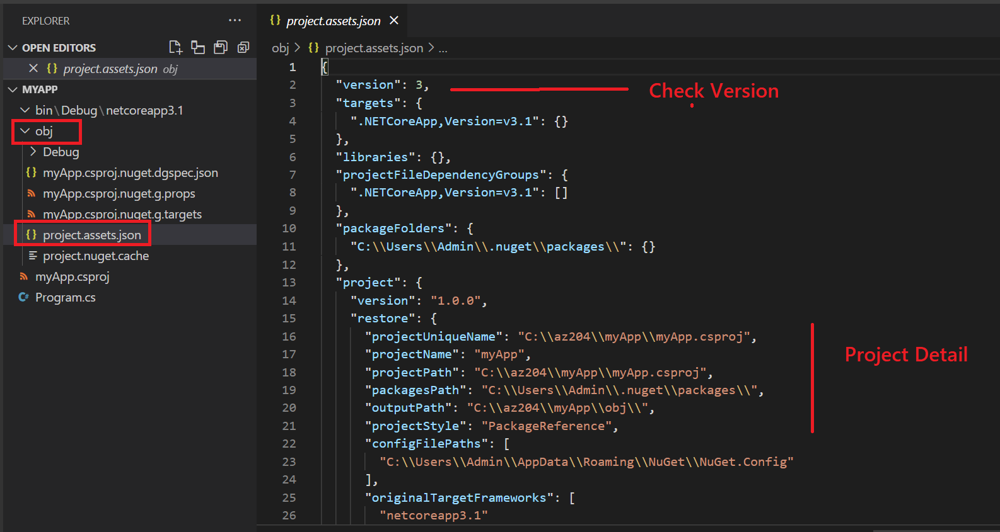 EXPLORER
···
OPEN EDITORS
project.assets.json obj
MYAPP
bin\Debug\netcoreapp3.1
obj
Debug
myApp.csproj.nuget.dgspec.json
myApp.csproj.nuget.g.props
myApp.csproj.nuget.g.targets
project.assets.json
project.nuget.cache
myApp.csproj
Program.cs
{} project.assets.json
obj > {} project.assets.json > ...
1 {
2 "version": 3,
Check Version
3 "targets": {
4 ".NETCoreApp,Version=v3.1": {}
5 },
6 "libraries": {},
7 "projectFileDependencyGroups": {
8 ".NETCoreApp,Version=v3.1": []
9 },
10 "packageFolders": {
11 "C:\\Users\\Admin\\.nuget\\packages\\": {}
12 },
13 "project": {
14 "version": "1.0.0",
15 "restore": {
16 "projectUniqueName": "C:\\az204\\myApp\\myApp.csproj",
17 "projectName": "myApp",
Project Detail
18 "projectPath": "C:\\az204\\myApp\\myApp.csproj",
19 "packagesPath": "C:\\Users\\Admin\\.nuget\\packages\\",
20 "outputPath": "C:\\az204\\myApp\\obj\\",
21 "projectStyle": "PackageReference",
22 "configFilePaths": [
23 "C:\\Users\\Admin\\AppData\\Roaming\\NuGet\\NuGet.Config"
24 ],
25 "originalTargetFrameworks": [
26 "netcoreapp3.1"